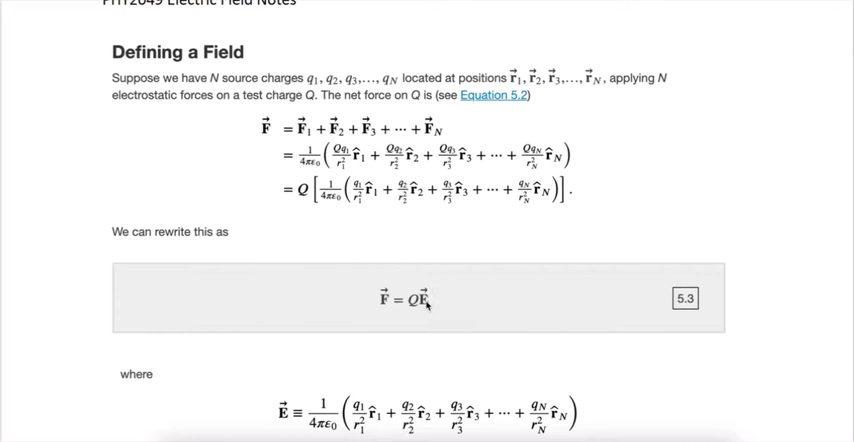 PHY2049 Electric Field Notes
Defining a Field
Suppose we have N source charges q₁, q₂, q₃,…, q_N located at positions r⃗₁, r⃗₂, r⃗₃,…, r⃗_N, applying N
electrostatic forces on a test charge Q. The net force on Q is (see Equation 5.2)
F⃗ = F⃗₁ + F⃗₂ + F⃗₃ + ⋯ + F⃗_N
= 1/4πε₀ (Qq₁/r₁² r̂₁ + Qq₂/r₂² r̂₂ + Qq₃/r₃² r̂₃ + ⋯ + Qq_N/r_N² r̂_N)
= Q [1/4πε₀ (q₁/r₁² r̂₁ + q₂/r₂² r̂₂ + q₃/r₃² r̂₃ + ⋯ + q_N/r_N² r̂_N)].
We can rewrite this as
F⃗ = QE⃗ 5.3
where
E⃗ ≡ 1/4πε₀ (q₁/r₁² r̂₁ + q₂/r₂² r̂₂ + q₃/r₃² r̂₃ + ⋯ + q_N/r_N² r̂_N)